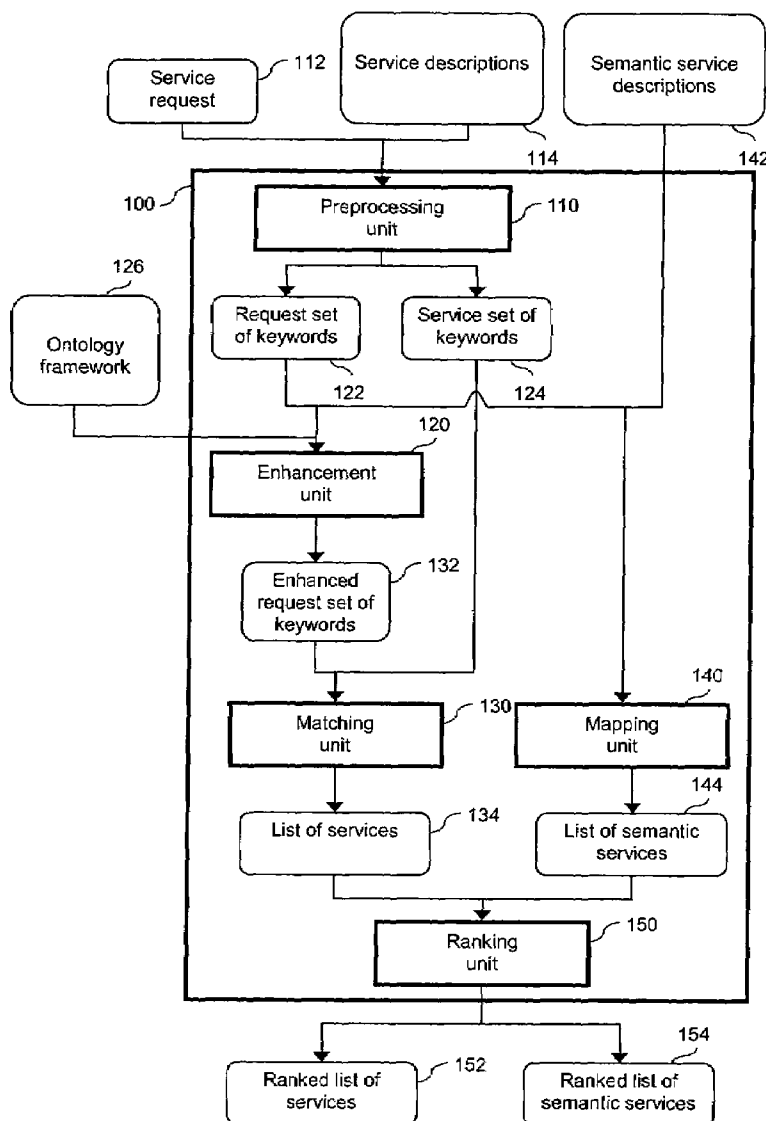 Service
request
112
Service descriptions
114
Semantic service
descriptions
142
100
Preprocessing
unit
110
126
Ontology
framework
Request set
of keywords
122
Service set of
keywords
124
120
Enhancement
unit
132
Enhanced
request set of
keywords
Matching
unit
130
140
Mapping
unit
List of services
134
144
List of semantic
services
Ranking
unit
150
Ranked list of
services
152
154
Ranked list of
semantic services